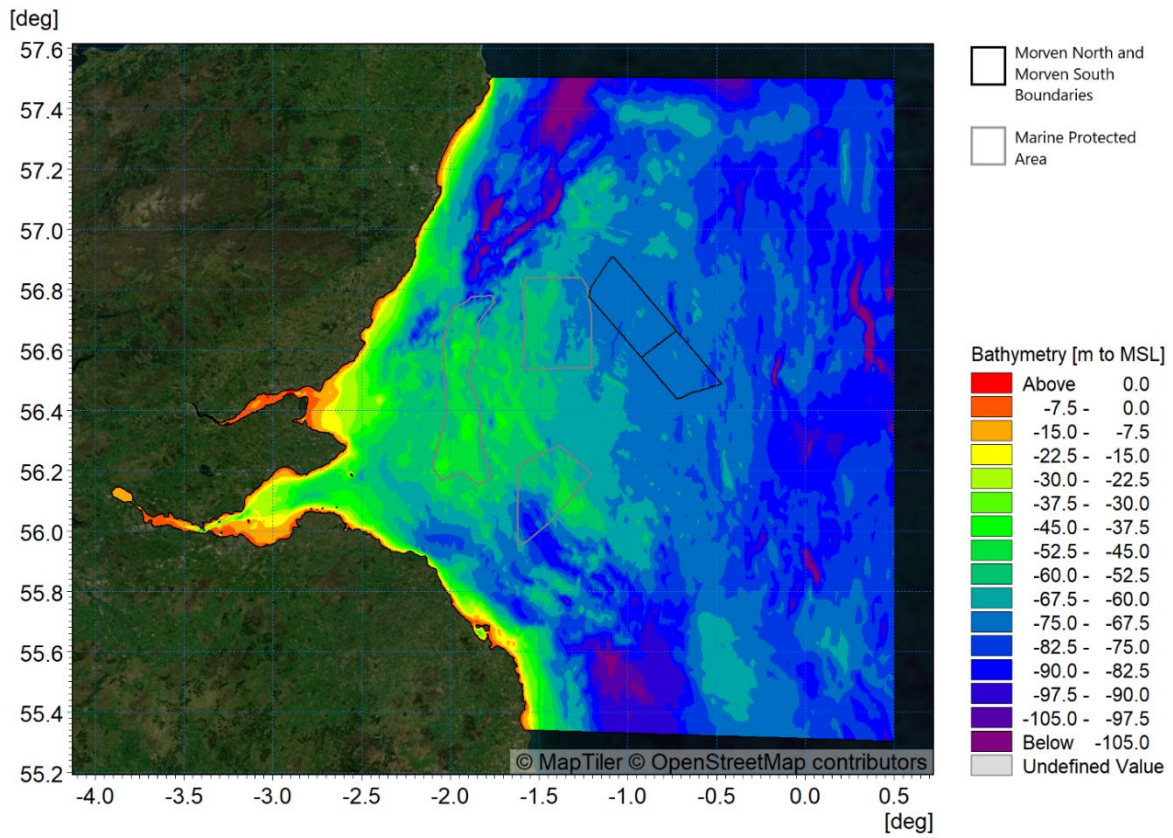 [deg]
57.6
57.4
57.2
57.0
56.8
56.6
56.4
56.2
56.0
55.8
55.6
55.4
55.2
© MapTiler © OpenStreetMap contributors
-4.0 -3.5 -3.0 -2.5 -2.0 -1.5 -1.0 -0.5 0.0 0.5
[deg]
Morven North and
Morven South
Boundaries
Marine Protected
Area
Bathymetry [m to MSL]
Above 0.0
-7.5 - 0.0
-15.0 - -7.5
-22.5 - -15.0
-30.0 - -22.5
-37.5 - -30.0
-45.0 - -37.5
-52.5 - -45.0
-60.0 - -52.5
-67.5 - -60.0
-75.0 - -67.5
-82.5 - -75.0
-90.0 - -82.5
-97.5 - -90.0
-105.0 - -97.5
Below -105.0
Undefined Value